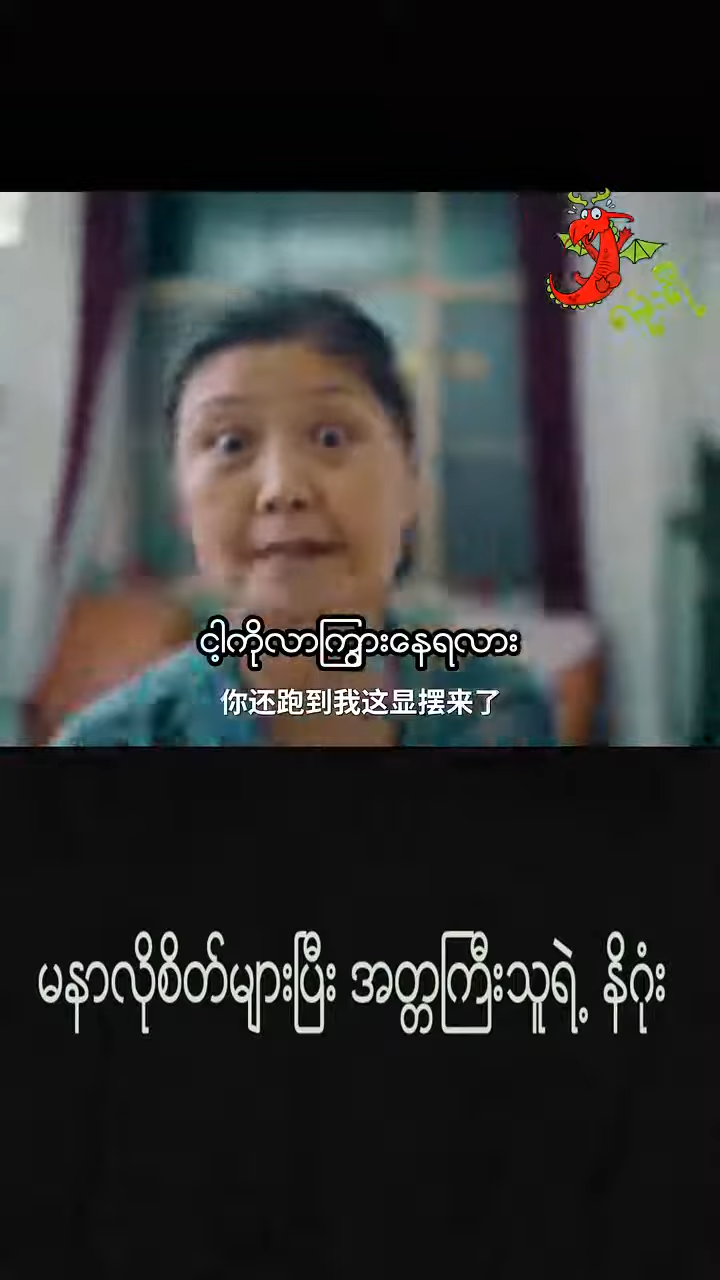 ငါ့ကိုလာကြွားနေရလား
你还跑到我这显摆来了
မနာလိုစိတ်များပြီး အတ္တကြီးသူရဲ့ နိဂုံး